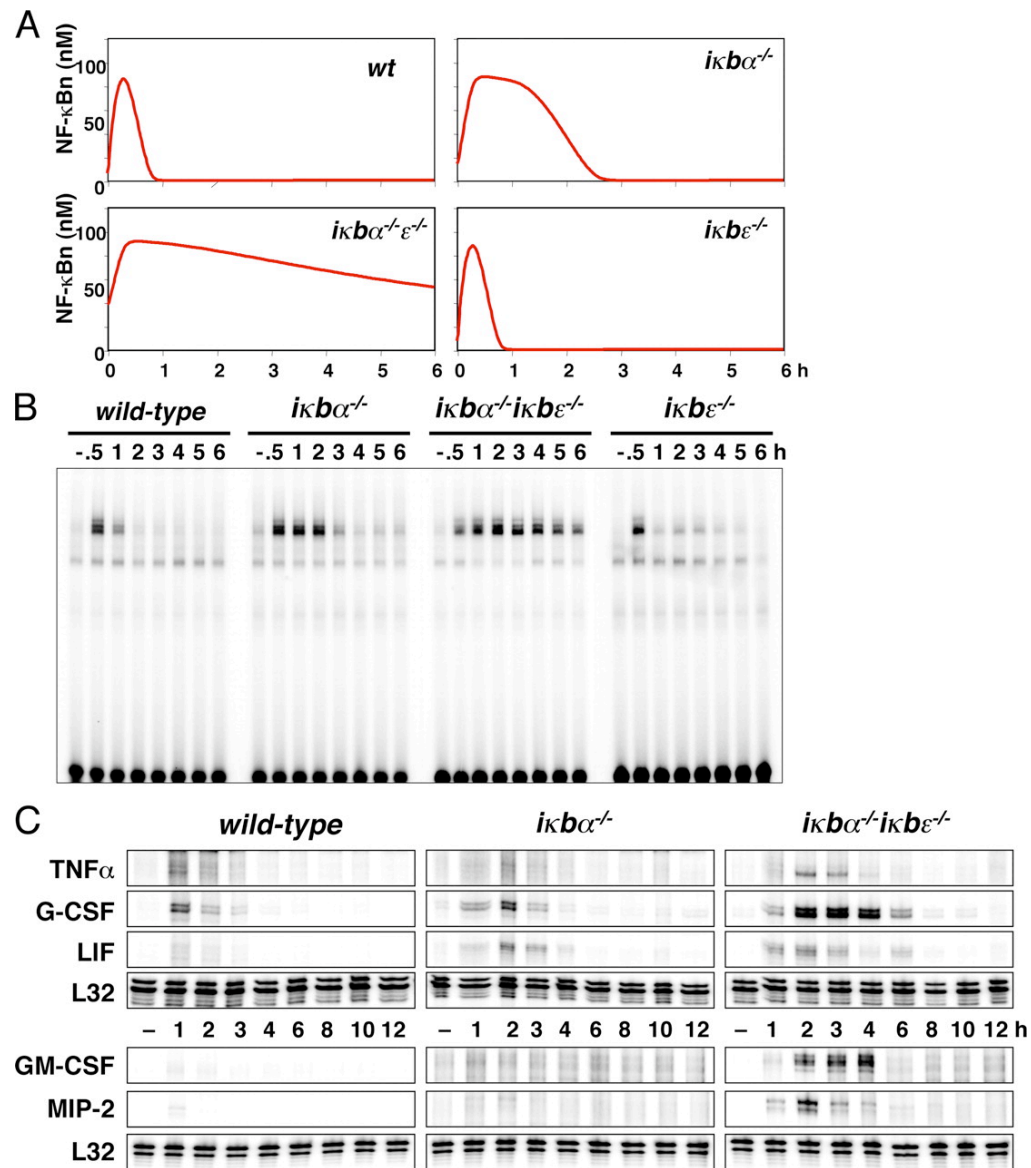 A
NF-κBn (nM)
100
50
0
wt
iκbα-/-
NF-κBn (nM)
100
50
0
iκbα-/-ε-/-
iκbε-/-
0 1 2 3 4 5 6
0 1 2 3 4 5 6 h
B
wild-type iκbα-/- iκbα-/-iκbε-/- iκbε-/-
-.5 1 2 3 4 5 6 -.5 1 2 3 4 5 6 -.5 1 2 3 4 5 6 -.5 1 2 3 4 5 6 h
C
wild-type iκbα-/- iκbα-/-iκbε-/-
TNFα
G-CSF
LIF
L32
– 1 2 3 4 6 8 10 12 – 1 2 3 4 6 8 10 12 – 1 2 3 4 6 8 10 12 h
GM-CSF
MIP-2
L32